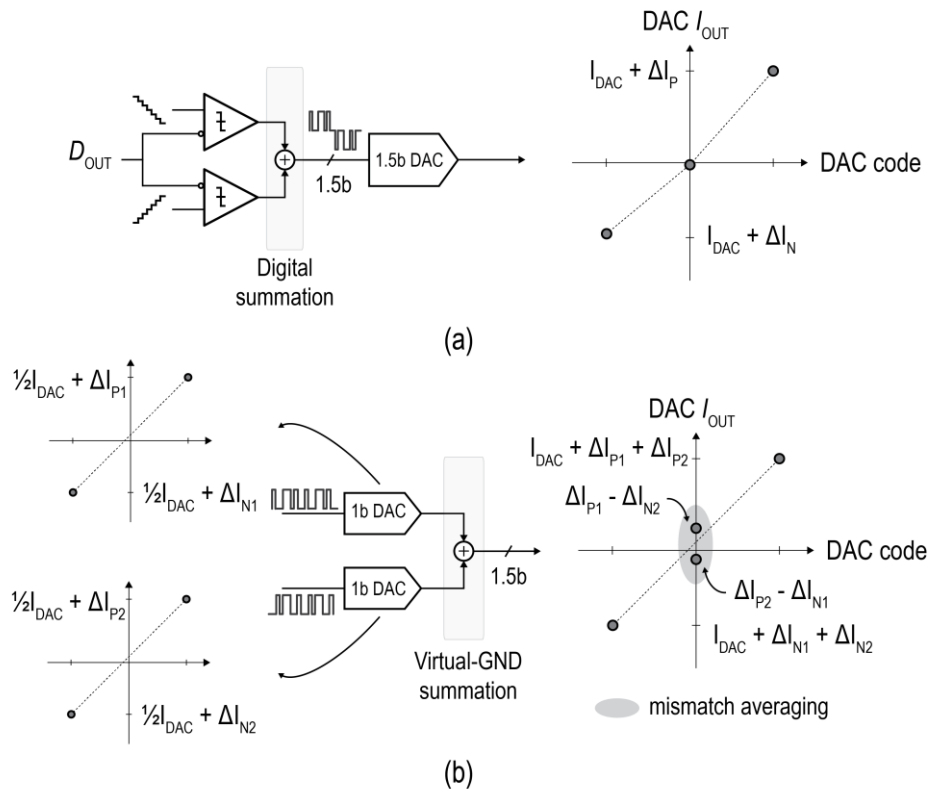 DAC I_OUT
I_DAC + ΔI_P
D_OUT
1.5b
1.5b DAC
DAC code
I_DAC + ΔI_N
Digital
summation
(a)
½I_DAC + ΔI_P1
½I_DAC + ΔI_N1
1b DAC
½I_DAC + ΔI_P2
½I_DAC + ΔI_N2
1b DAC
1.5b
Virtual-GND
summation
DAC I_OUT
I_DAC + ΔI_P1 + ΔI_P2
ΔI_P1 - ΔI_N2
DAC code
ΔI_P2 - ΔI_N1
I_DAC + ΔI_N1 + ΔI_N2
mismatch averaging
(b)